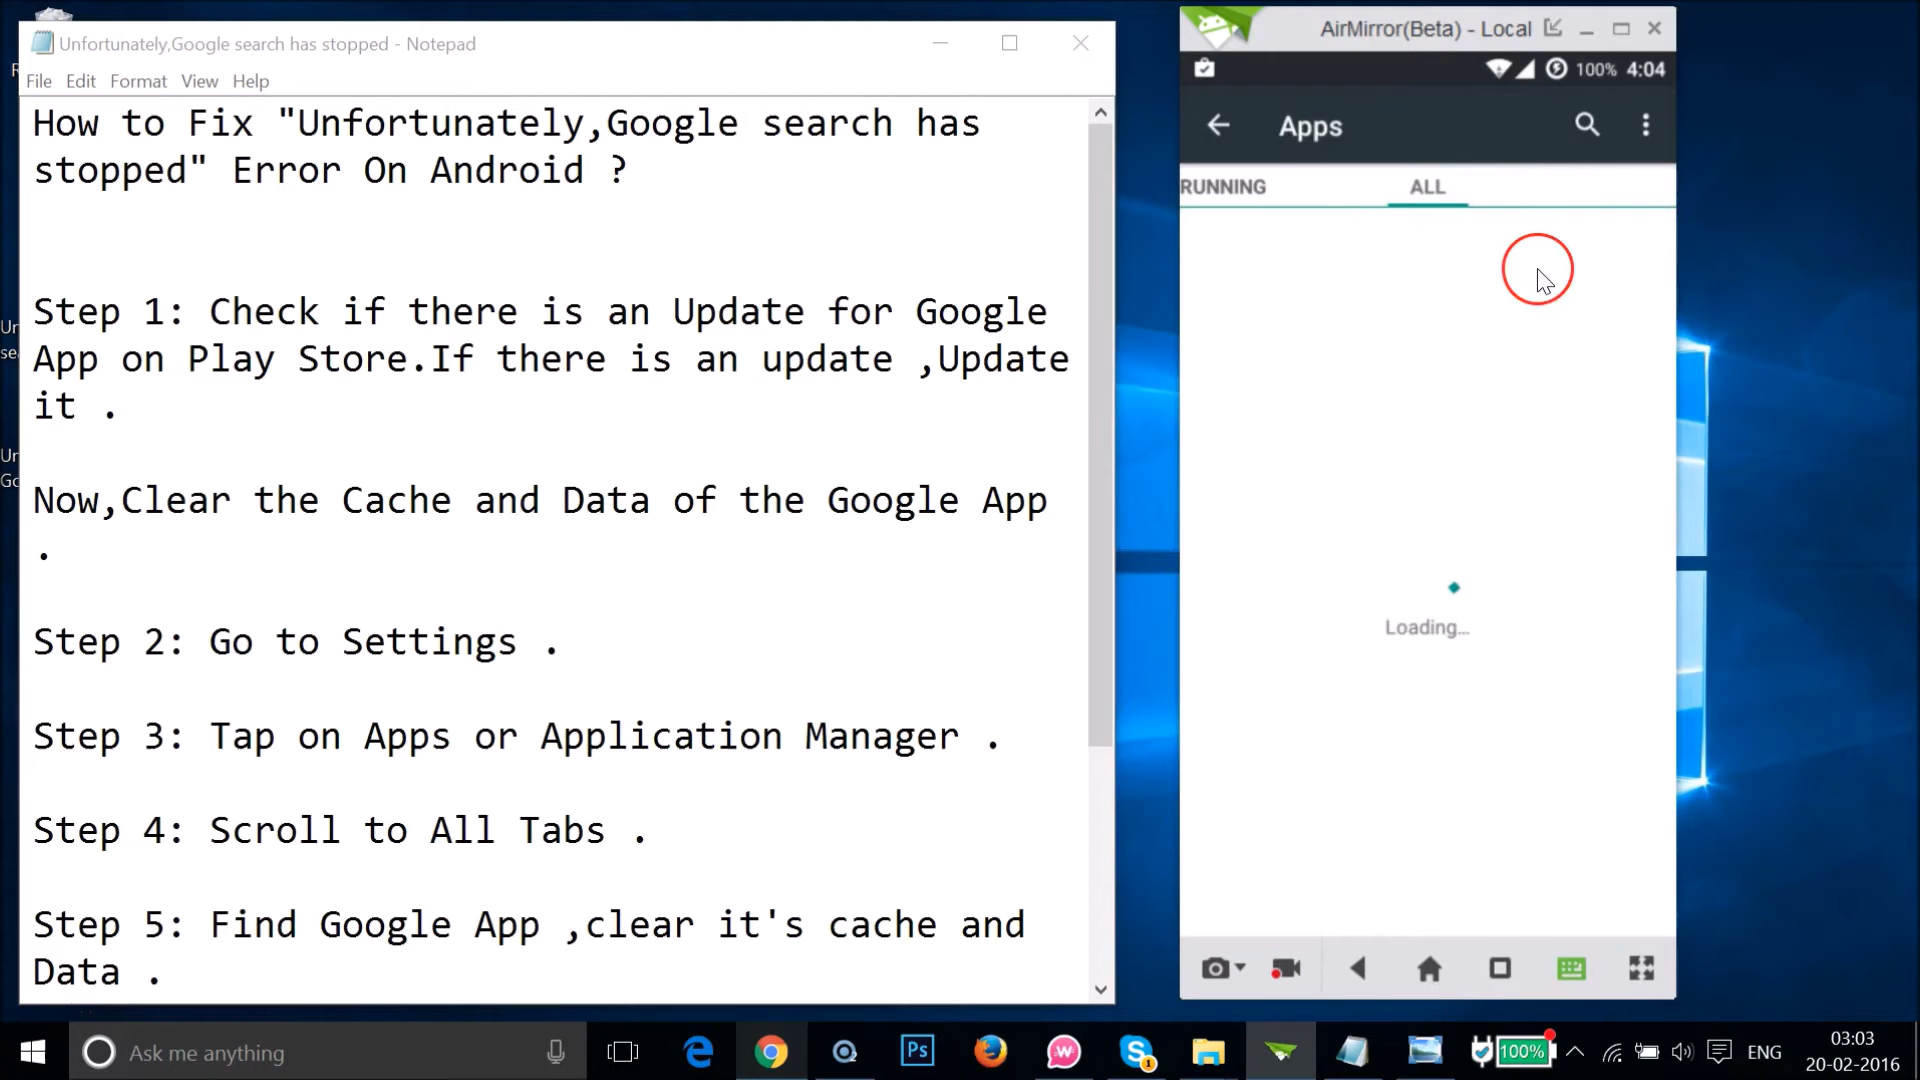 Unfortunately,Google search has stopped - Notepad
File Edit Format View Help
How to Fix "Unfortunately,Google search has
stopped" Error On Android ?
Step 1: Check if there is an Update for Google
App on Play Store.If there is an update ,Update
it .
Now,Clear the Cache and Data of the Google App
.
Step 2: Go to Settings .
Step 3: Tap on Apps or Application Manager .
Step 4: Scroll to All Tabs .
Step 5: Find Google App ,clear it's cache and
Data .
AirMirror(Beta) - Local
100% 4:04
Apps
RUNNING ALL
Loading...
Ask me anything
Ps
1
100%
ENG
03:03
20-02-2016